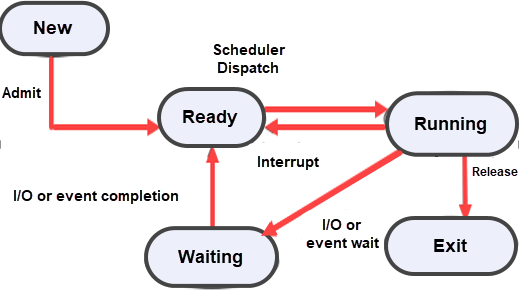 New
Scheduler
Dispatch
Admit
Ready
Running
Interrupt
Release
I/O or event completion
I/O or
event wait
Waiting
Exit